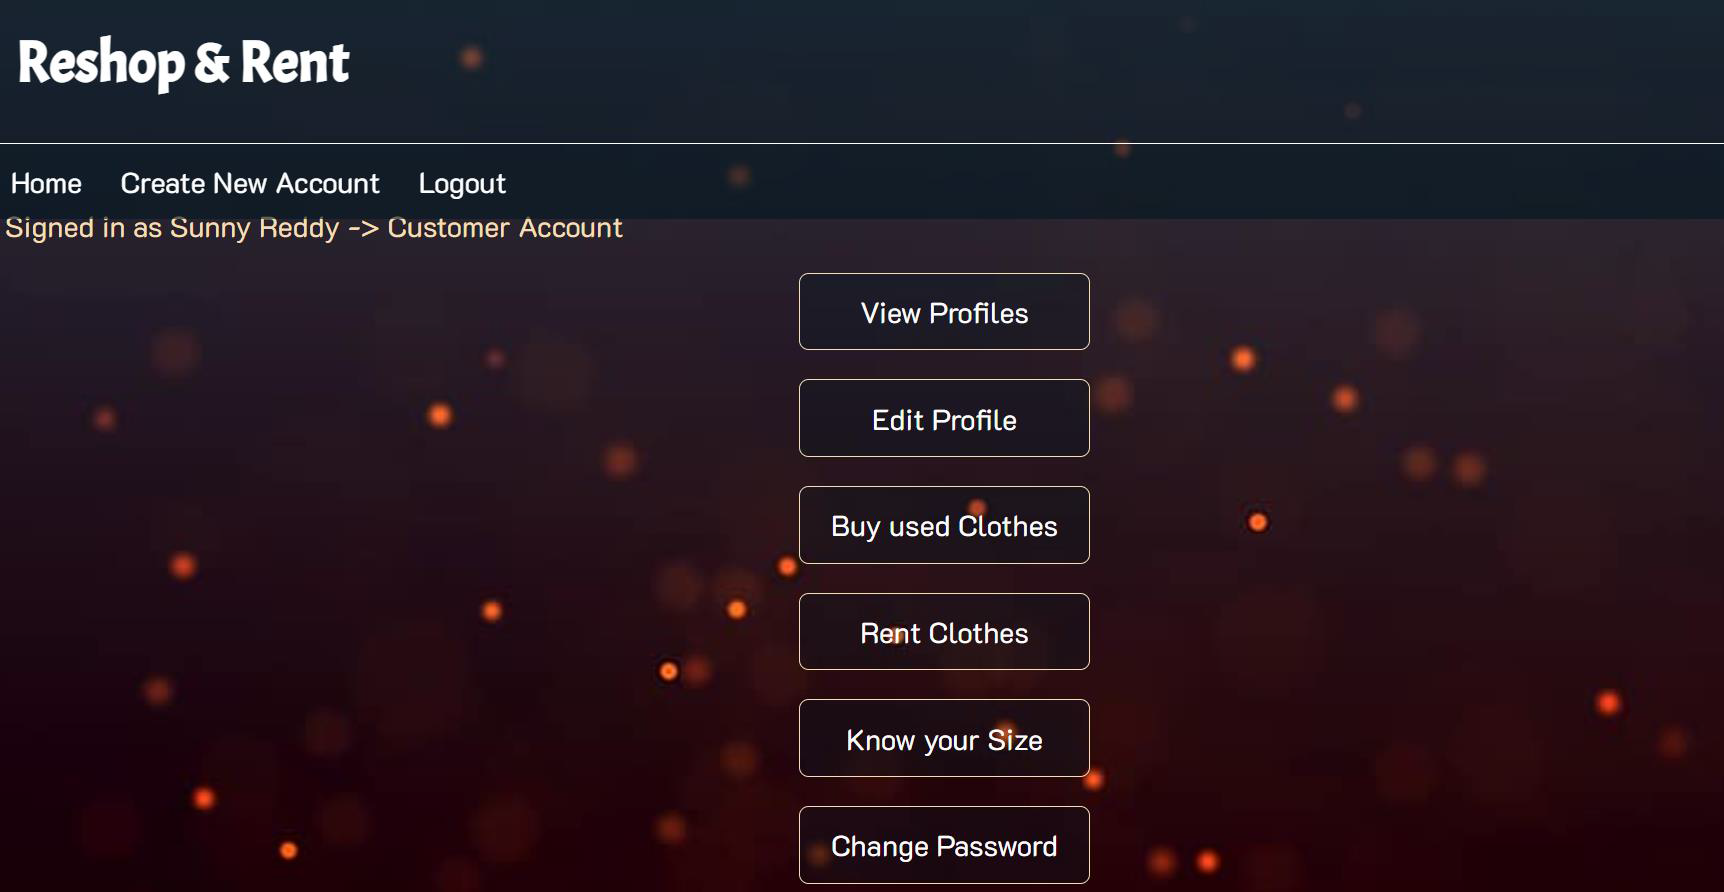 Reshop & Rent
Home Create New Account Logout
Signed in as Sunny Reddy -> Customer Account
View Profiles
Edit Profile
Buy used Clothes
Rent Clothes
Know your Size
Change Password